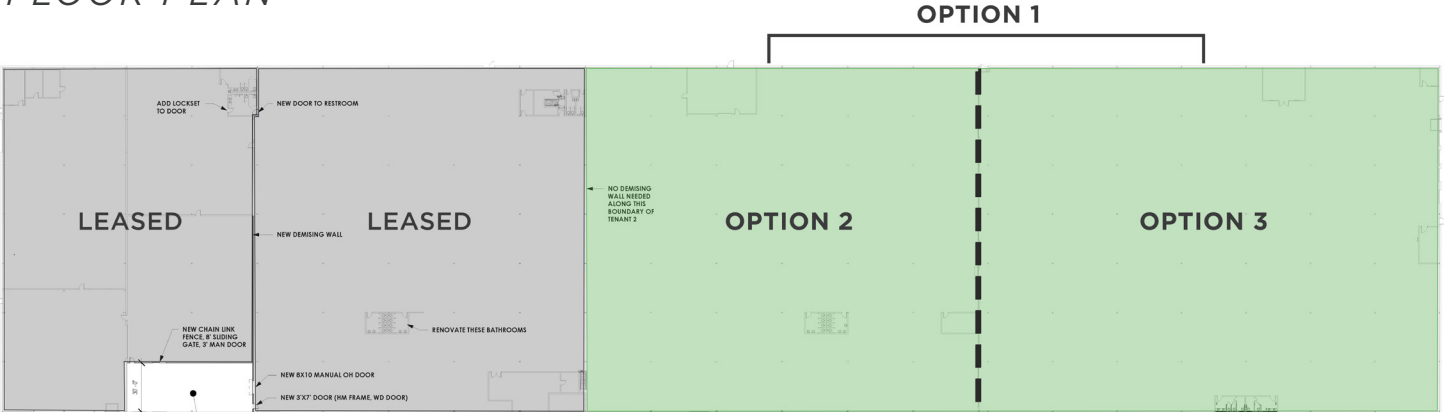 FLOOR PLAN
OPTION 1
ADD LOCKSET
TO DOOR
NEW DOOR TO RESTROOM
NO DEMISING
WALL NEEDED
ALONG THIS
BOUNDARY OF
TENANT 2
LEASED
LEASED
OPTION 2
OPTION 3
NEW DEMISING WALL
NEW CHAIN LINK
FENCE, 8' SLIDING
GATE, 3' MAN DOOR
RENOVATE THESE BATHROOMS
30'-0"
NEW 8X10 MANUAL OH DOOR
NEW 3'X7' DOOR (HM FRAME, WD DOOR)